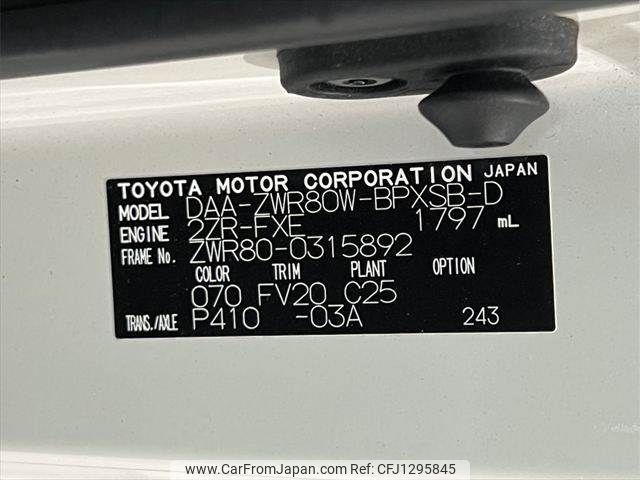 TOYOTA MOTOR CORPORATION JAPAN
MODEL DAA-ZWR80W-BPXSB-D
ENGINE 2ZR-FXE 1797 mL
FRAME No. ZWR80-0315892
COLOR TRIM PLANT OPTION
070 FV20 C25
TRANS./AXLE P410 -03A 243
www.CarFromJapan.com - CFJ1295845